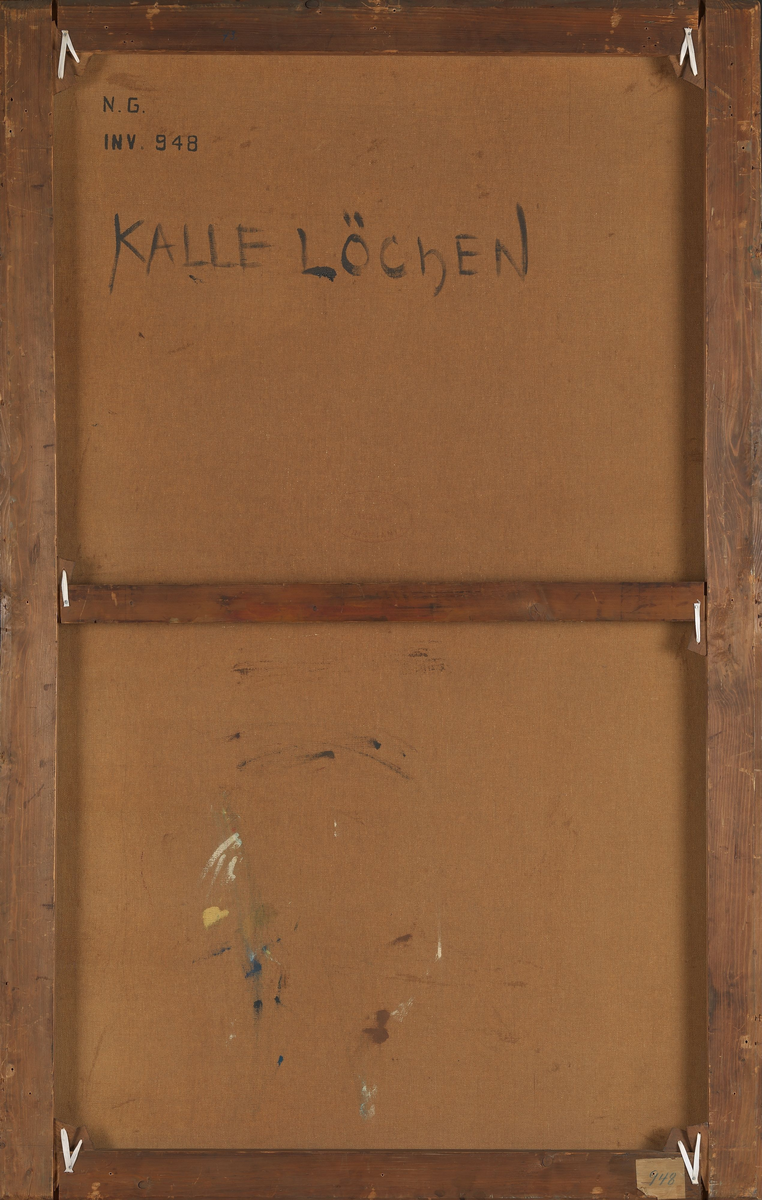 N.G.
INV. 948
KALLE LÖCHEN
948